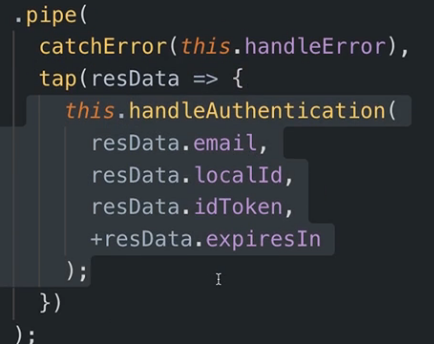 .pipe(
catchError(this.handleError),
tap(resData => {
this.handleAuthentication(
resData.email,
resData.localId,
resData.idToken,
+resData.expiresIn
);
})
);